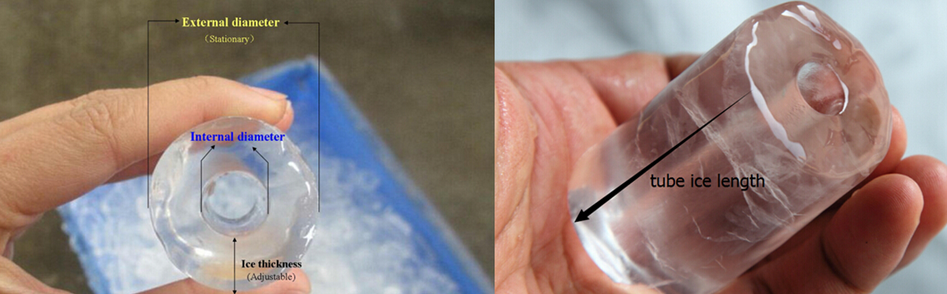 External diameter
（Stationary）
Internal diameter
Ice thickness
(Adjustable)
tube ice length